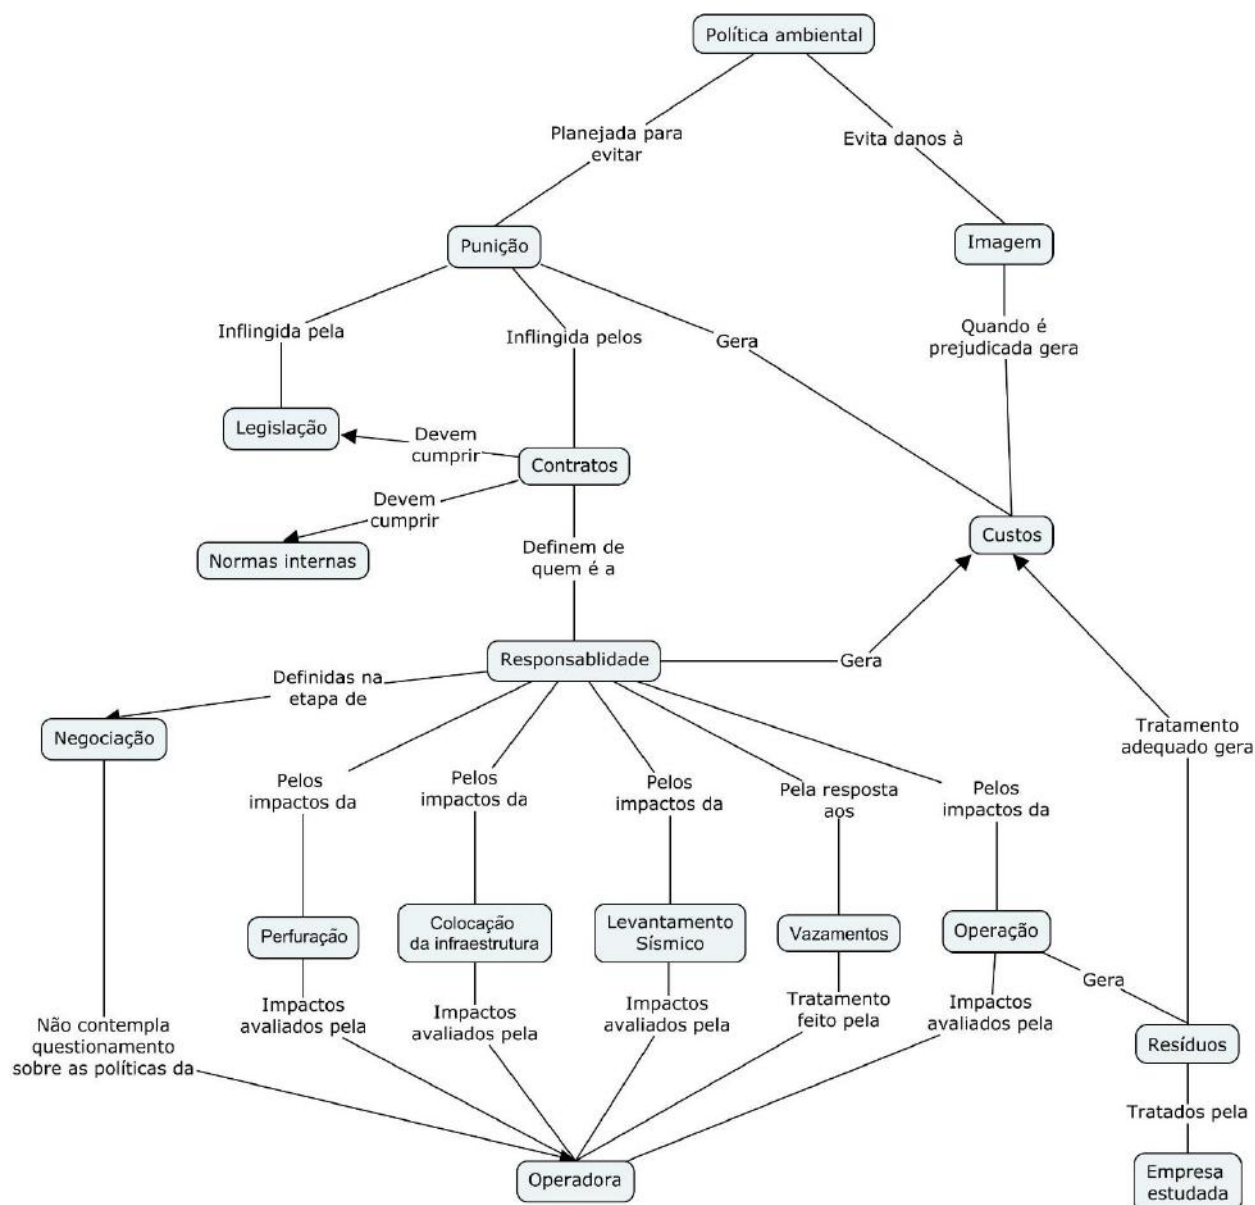 Política ambiental
Planejada para
evitar
Evita danos à
Punição
Imagem
Inflingida pela
Inflingida pelos
Gera
Quando é
prejudicada gera
Legislação
Devem
cumprir
Contratos
Devem
cumprir
Normas internas
Definem de
quem é a
Custos
Responsablidade
Gera
Definidas na
etapa de
Negociação
Tratamento
adequado gera
Pelos
impactos da
Pelos
impactos da
Pelos
impactos da
Pela resposta
aos
Pelos
impactos da
Perfuração
Colocação
da infraestrutura
Levantamento
Sísmico
Vazamentos
Operação
Gera
Impactos
avaliados pela
Impactos
avaliados pela
Impactos
avaliados pela
Tratamento
feito pela
Impactos
avaliados pela
Não contempla
questionamento
sobre as políticas da
Resíduos
Tratados pela
Operadora
Empresa
estudada